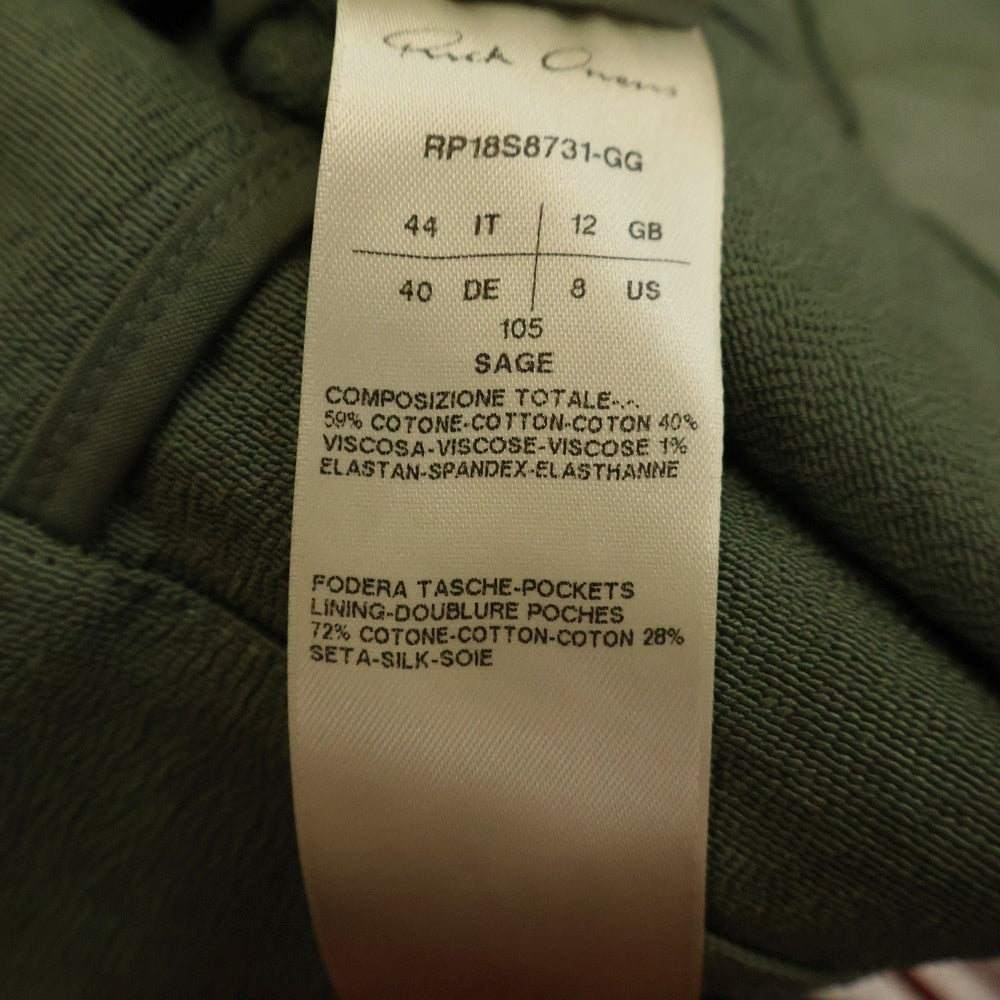 Rick Owens
RP18S8731-GG
44 IT 12 GB
40 DE 8 US
105
SAGE
COMPOSIZIONE TOTALE-.-.
59% COTONE-COTTON-COTON 40%
VISCOSA-VISCOSE-VISCOSE 1%
ELASTAN-SPANDEX-ELASTHANNE
FODERA TASCHE-POCKETS
LINING-DOUBLURE POCHES
72% COTONE-COTTON-COTON 28%
SETA-SILK-SOIE